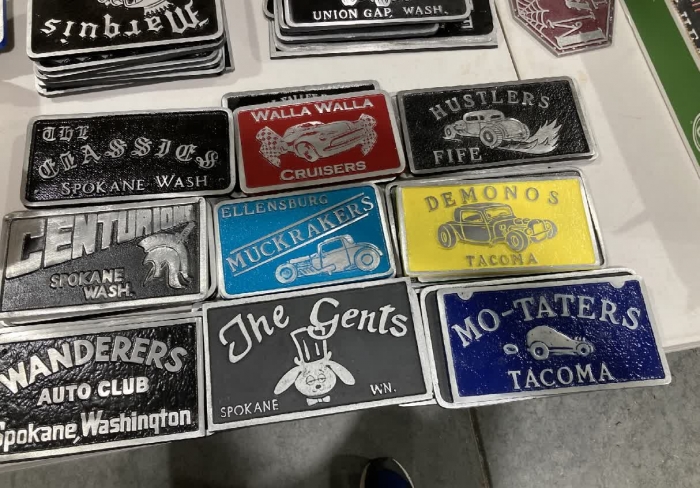 Marquis
UNION GAP, WASH.
THE
CLASSICS
SPOKANE WASH
WALLA WALLA
CRUISERS
HUSTLERS
FIFE
CENTURION
SPOKANE
WASH.
ELLENSBURG
MUCKRAKERS
DEMONOS
TACOMA
WANDERERS
AUTO CLUB
Spokane, Washington
The Gents
SPOKANE WN.
MO-TATERS
TACOMA